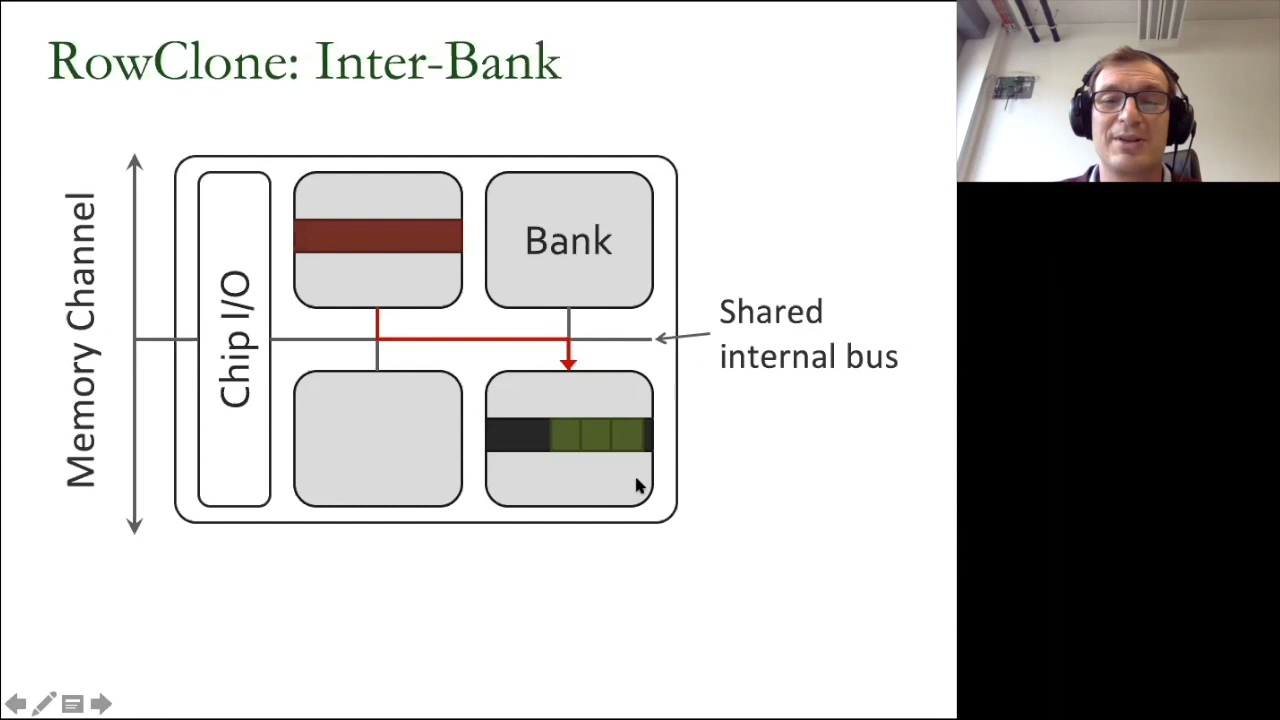 RowClone: Inter-Bank
Memory Channel
Chip I/O
Bank
Shared
internal bus